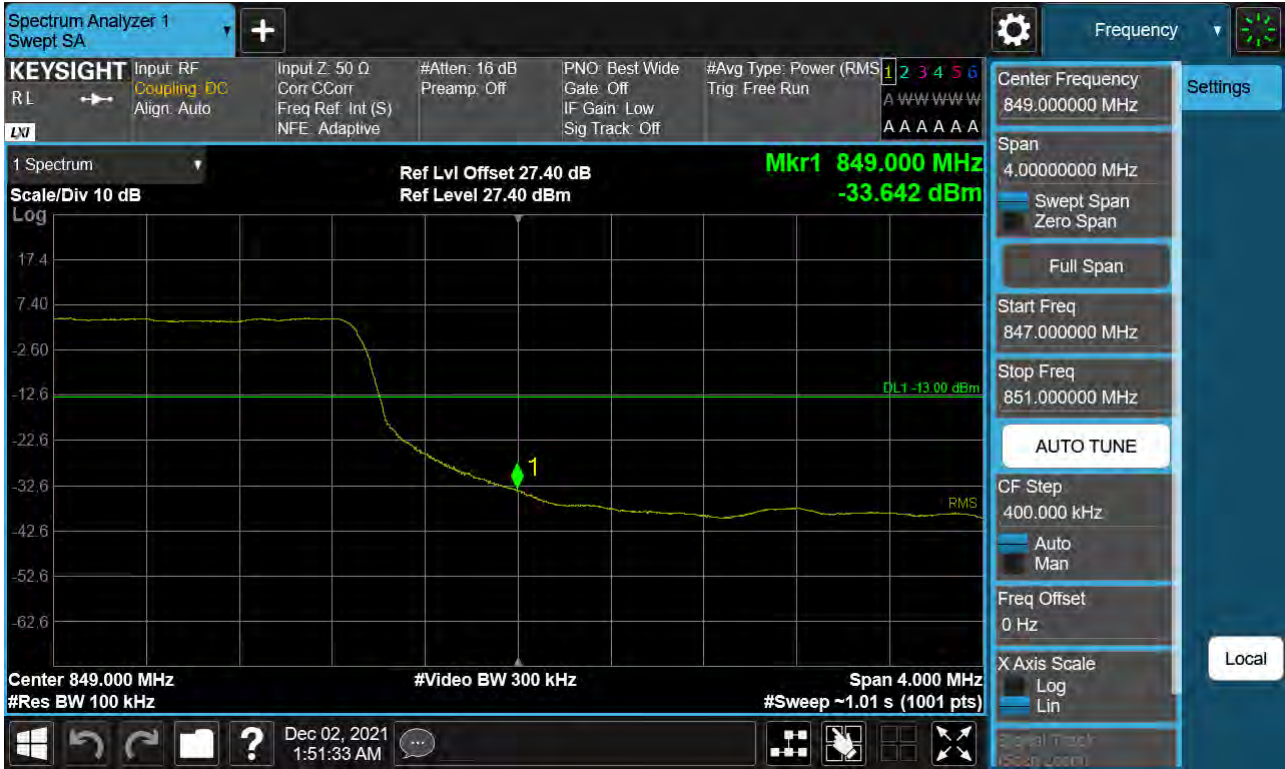 Spectrum Analyzer 1
Swept SA
+
Frequency
KEYSIGHT
RL
LXI
Input: RF
Coupling: DC
Align: Auto
Input Z: 50 Ω
Corr CCorr
Freq Ref: Int (S)
NFE: Adaptive
#Atten: 16 dB
Preamp: Off
PNO: Best Wide
Gate: Off
IF Gain: Low
Sig Track: Off
#Avg Type: Power (RMS
Trig: Free Run
1 2 3 4 5 6
A W W W W W
A A A A A A
1 Spectrum
Scale/Div 10 dB
Ref Lvl Offset 27.40 dB
Ref Level 27.40 dBm
Mkr1 849.000 MHz
-33.642 dBm
Log
17.4
7.40
-2.60
-12.6
-22.6
-32.6
-42.6
-52.6
-62.6
DL1 -13.00 dBm
1
RMS
Center 849.000 MHz
#Video BW 300 kHz
Span 4.000 MHz
#Res BW 100 kHz
#Sweep ~1.01 s (1001 pts)
Center Frequency
849.000000 MHz
Settings
Span
4.00000000 MHz
Swept Span
Zero Span
Full Span
Start Freq
847.000000 MHz
Stop Freq
851.000000 MHz
AUTO TUNE
CF Step
400.000 kHz
Auto
Man
Freq Offset
0 Hz
X Axis Scale
Log
Lin
Local
Signal Track
(Span Zoom)
?
Dec 02, 2021
1:51:33 AM